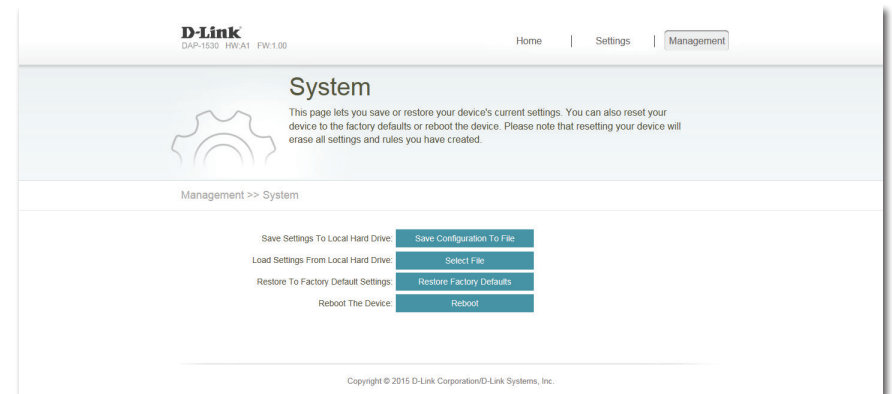 D-Link
DAP-1530 HW:A1 FW:1.00
Home | Settings | Management
System
This page lets you save or restore your device's current settings. You can also reset your
device to the factory defaults or reboot the device. Please note that resetting your device will
erase all settings and rules you have created.
Management >> System
Save Settings To Local Hard Drive: Save Configuration To File
Load Settings From Local Hard Drive: Select File
Restore To Factory Default Settings: Restore Factory Defaults
Reboot The Device: Reboot
Copyright © 2015 D-Link Corporation/D-Link Systems, Inc.